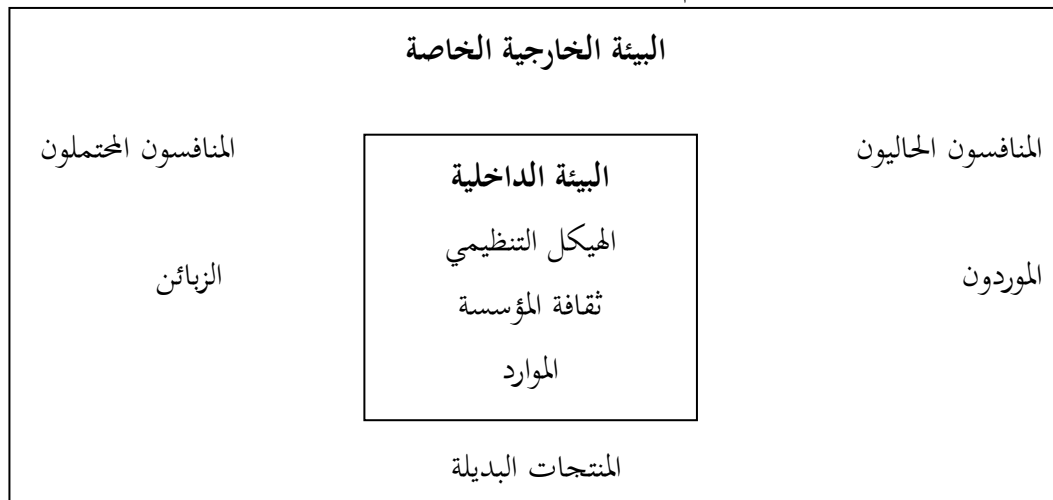 البيئة الخارجية الخاصة
المنافسون الحاليون
المنافسون المحتملون
البيئة الداخلية
الهيكل التنظيمي
الموردون
الزبائن
ثقافة المؤسسة
الموارد
المنتجات البديلة